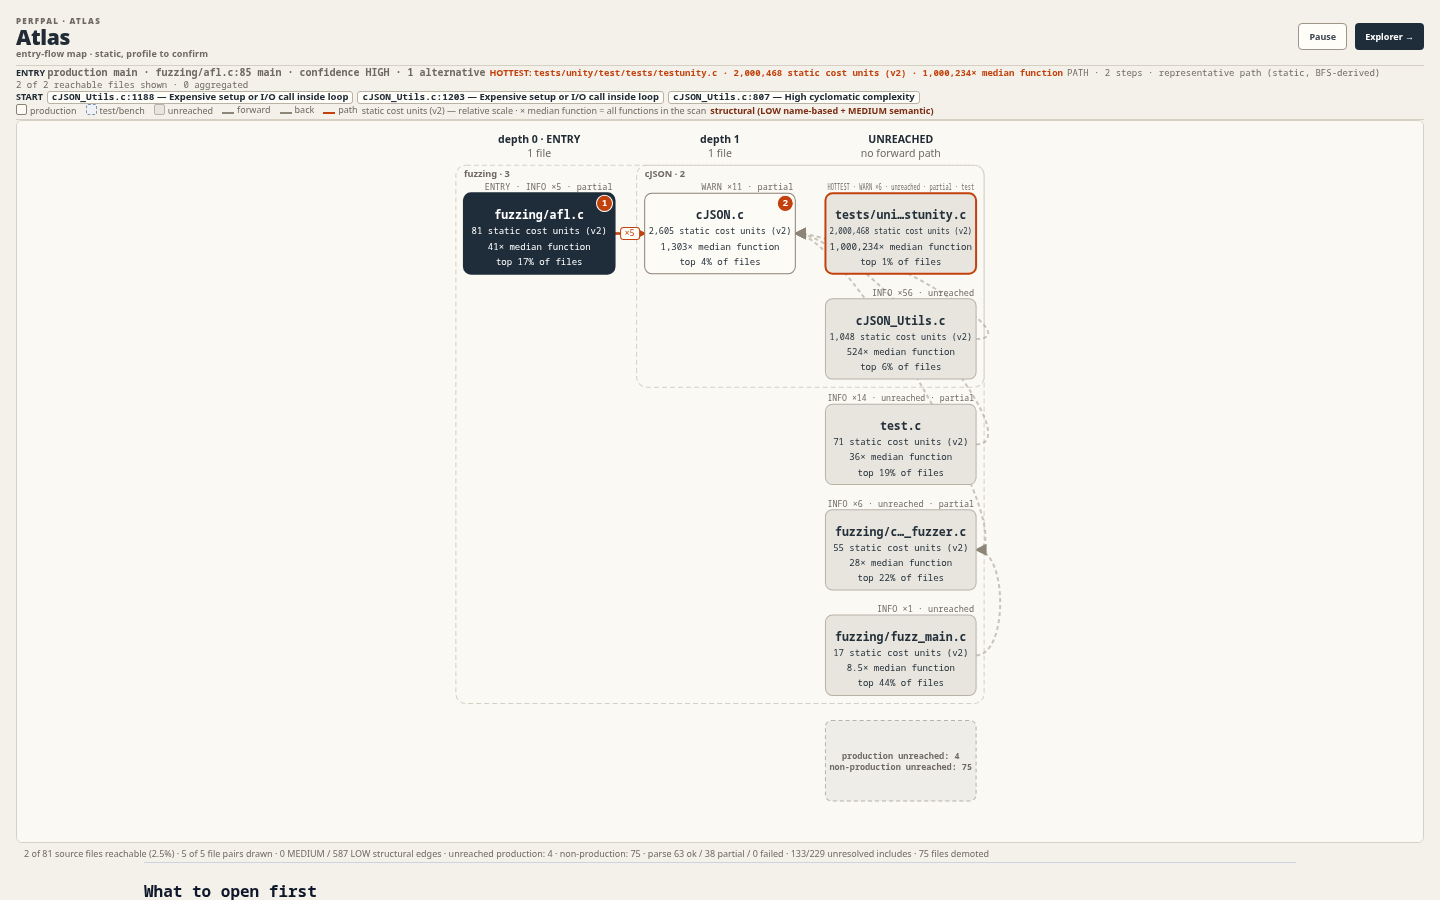 PERFPAL · ATLAS
Atlas
entry-flow map · static, profile to confirm
Pause
Explorer →
ENTRY production main · fuzzing/afl.c:85 main · confidence HIGH · 1 alternative HOTTEST: tests/unity/test/tests/testunity.c · 2,000,468 static cost units (v2) · 1,000,234× median function PATH · 2 steps · representative path (static, BFS-derived)
2 of 2 reachable files shown · 0 aggregated
START cJSON_Utils.c:1188 — Expensive setup or I/O call inside loop cJSON_Utils.c:1203 — Expensive setup or I/O call inside loop cJSON_Utils.c:807 — High cyclomatic complexity
production test/bench unreached forward back path static cost units (v2) — relative scale · × median function = all functions in the scan structural (LOW name-based + MEDIUM semantic)
depth 0 · ENTRY
1 file
depth 1
1 file
UNREACHED
no forward path
fuzzing · 3
cJSON · 2
ENTRY · INFO ×5 · partial
fuzzing/afl.c
1
81 static cost units (v2)
41× median function
top 17% of files
×5
WARN ×11 · partial
cJSON.c
2
2,605 static cost units (v2)
1,303× median function
top 4% of files
HOTTEST · WARN ×6 · unreached · partial · test
tests/uni…stunity.c
2,000,468 static cost units (v2)
1,000,234× median function
top 1% of files
INFO ×56 · unreached
cJSON_Utils.c
1,048 static cost units (v2)
524× median function
top 6% of files
INFO ×14 · unreached · partial
test.c
71 static cost units (v2)
36× median function
top 19% of files
INFO ×6 · unreached · partial
fuzzing/c…_fuzzer.c
55 static cost units (v2)
28× median function
top 22% of files
INFO ×1 · unreached
fuzzing/fuzz_main.c
17 static cost units (v2)
8.5× median function
top 44% of files
production unreached: 4
non-production unreached: 75
2 of 81 source files reachable (2.5%) · 5 of 5 file pairs drawn · 0 MEDIUM / 587 LOW structural edges · unreached production: 4 · non-production: 75 · parse 63 ok / 38 partial / 0 failed · 133/229 unresolved includes · 75 files demoted
What to open first